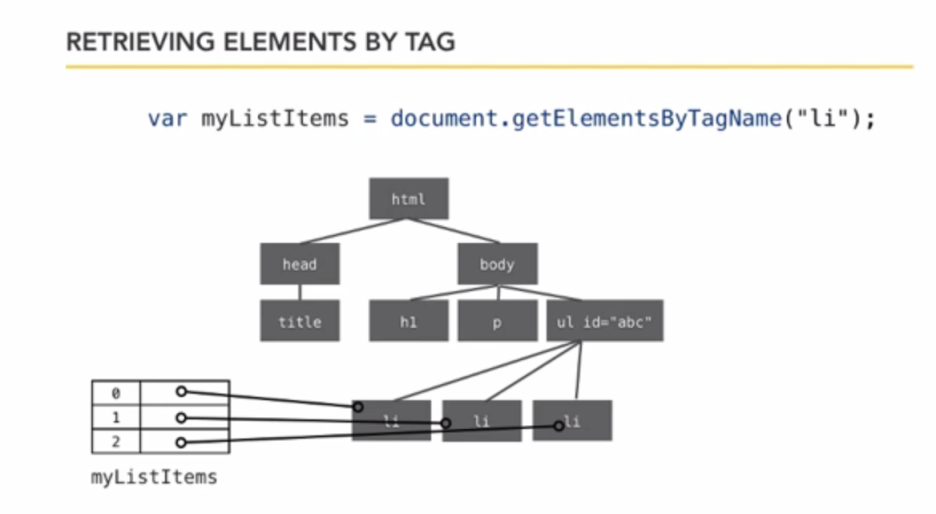 RETRIEVING ELEMENTS BY TAG
var myListItems = document.getElementsByTagName("li");
html
head
body
title
h1
p
ul id="abc"
0
1
2
li
li
li
myListItems